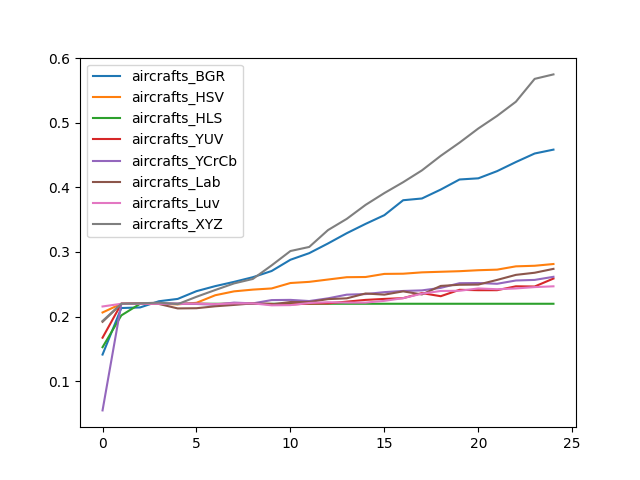 aircrafts_BGR
aircrafts_HSV
aircrafts_HLS
aircrafts_YUV
aircrafts_YCrCb
aircrafts_Lab
aircrafts_Luv
aircrafts_XYZ
0.6
0.5
0.4
0.3
0.2
0.1
0 5 10 15 20 25